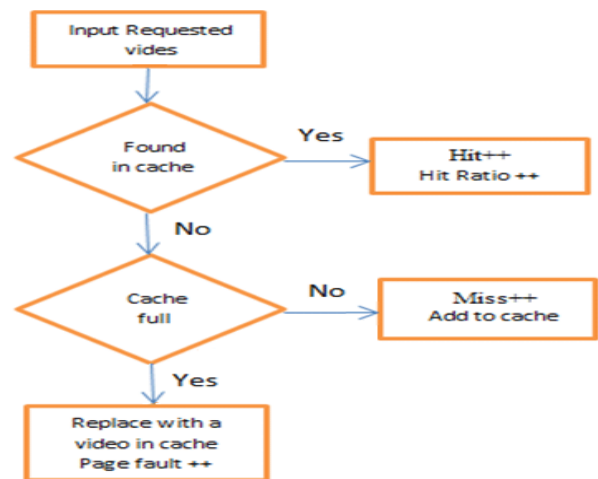 Input Requested
vides
Found
in cache
Yes
Hit++
Hit Ratio ++
No
Cache
full
No
Miss++
Add to cache
Yes
Replace with a
video in cache
Page fault ++